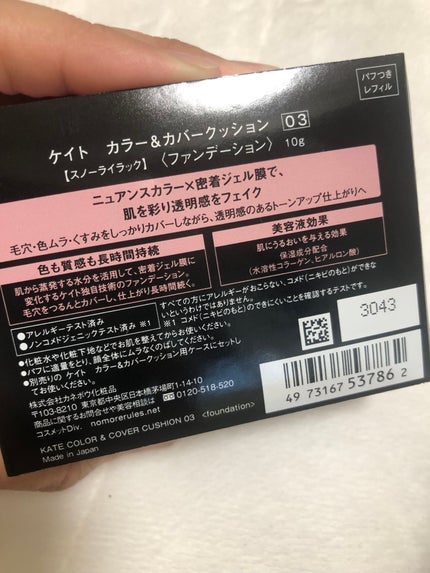 パフつき
レフィル
ケイト カラー＆カバークッション 03
【スノーライラック】〈ファンデーション〉 10g
ニュアンスカラー×密着ジェル膜で、
肌を彩り透明感をフェイク
毛穴・色ムラ・くすみをしっかりカバーしながら、透明感のあるトーンアップ仕上がりへ
色も質感も長時間持続
肌から蒸発する水分を活用して、密着ジェル膜に
変化するケイト独自技術のファンデーション。
毛穴をつるんとカバーし、仕上がり長時間続く。
美容液効果
肌にうるおいを与える効果
保湿成分配合
(水溶性コラーゲン、ヒアルロン酸)
●アレルギーテスト済み
●ノンコメドジェニックテスト済み ※1
すべての方にアレルギーがおこらない、コメド(ニキビのもと)ができな
いというわけではありません。
※1 コメド(ニキビのもと)のできにくいことを確認するテストです。
●化粧水や化粧下地などでお肌を整えてからお使いください。
●パフに適量をとり、顔全体にムラなくのばしてください。
●別売りの ケイト カラー＆カバークッション用ケースにセットし
てお使いください。
株式会社カネボウ化粧品
〒103-8210 東京都中央区日本橋茅場町1-14-10
商品に関するお問合せや美容相談は 0120-518-520
コスメットDiv. nomorerules.net
KATE COLOR & COVER CUSHION 03 <foundation>
Made in Japan
3043
4973167537862